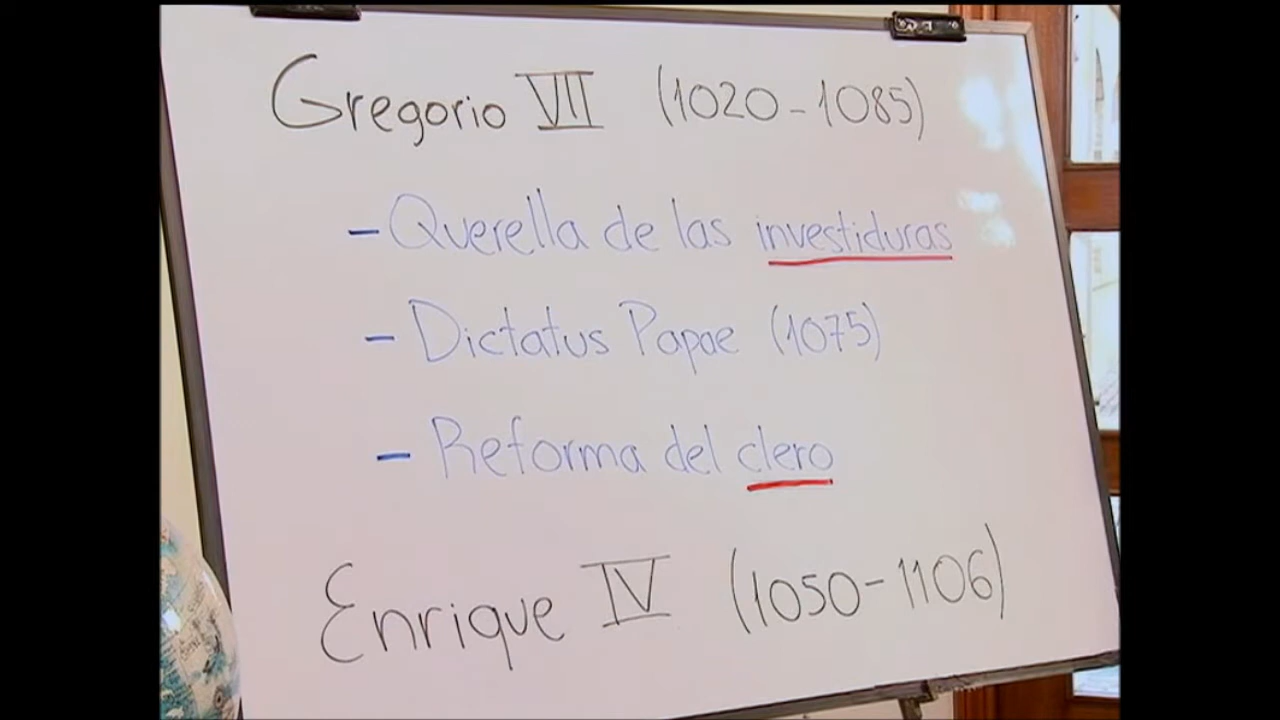 Gregorio VII (1020-1085)
- Querella de las investiduras
- Dictatus Papae (1075)
- Reforma del clero
Enrique IV (1050-1106)